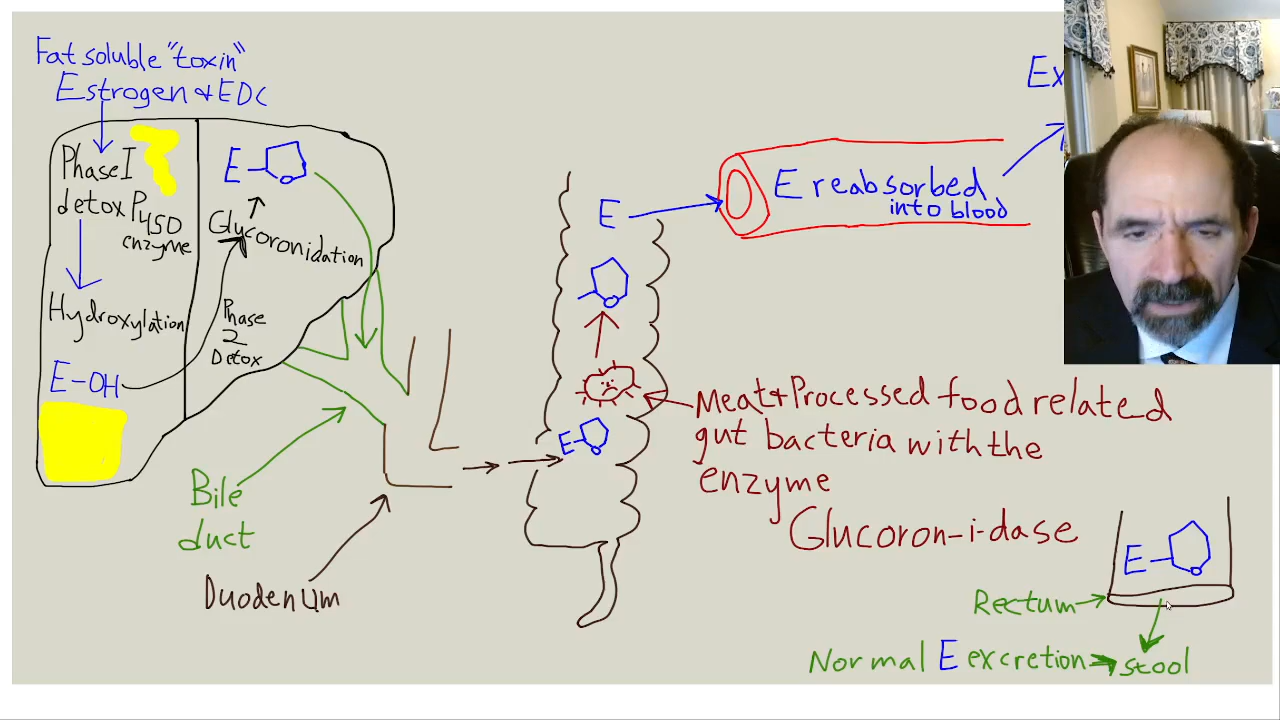 Fat soluble "toxin"
Estrogen & EDC
Phase I
detox P450
enzyme
Hydroxylation
E-OH
E
Glucoronidation
Phase
2
Detox
Bile
duct
Duodenum
E
E
E reabsorbed
into blood
Ex
Meat + Processed food related
gut bacteria with the
enzyme
Glucoron-i-dase
E
Rectum
Normal E excretion
stool